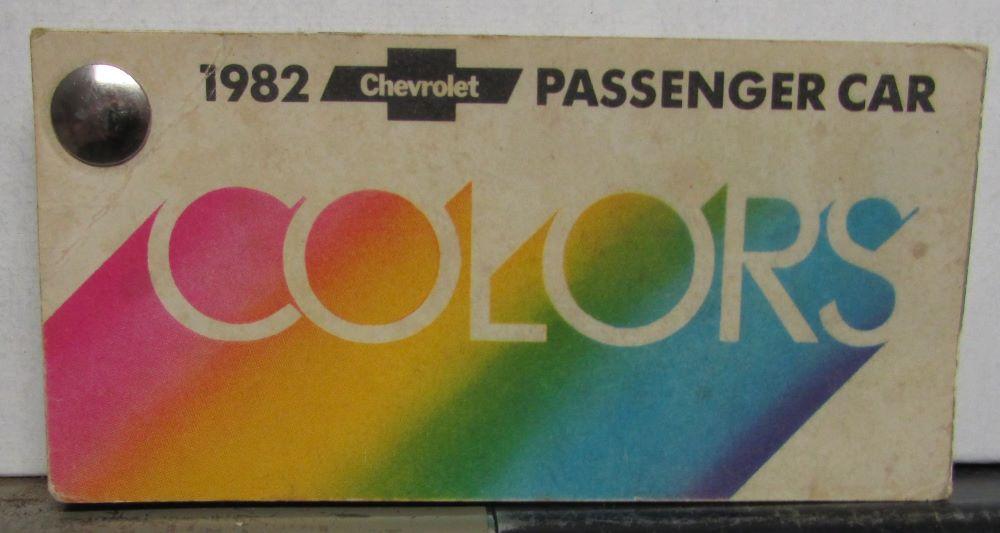 1982 Chevrolet PASSENGER CAR
COLORS